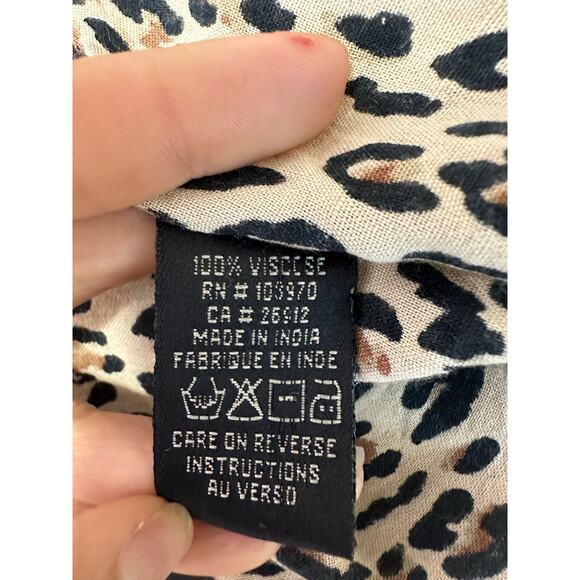 100% VISCOSE
RN # 103970
CA # 26912
MADE IN INDIA
FABRIQUE EN INDE
CARE ON REVERSE
INSTRUCTIONS
AU VERSO